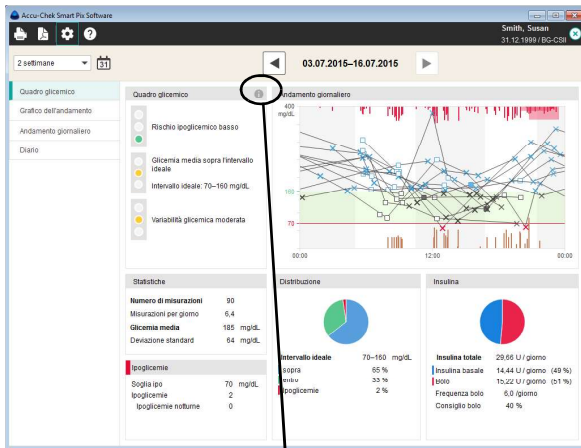 Accu-Chek Smart Pix Software
Smith, Susan
31.12.1999 / BG-CSII
2 settimane
31
03.07.2015–16.07.2015
Quadro glicemico
Grafico dell'andamento
Andamento giornaliero
Diario
Quadro glicemico
Rischio ipoglicemico basso
Glicemia media sopra l'intervallo
ideale
Intervallo ideale: 70–160 mg/dL
Variabilità glicemica moderata
Andamento giornaliero
400
mg/dL
160
70
00:00 12:00 00:00
Statistiche
Numero di misurazioni 90
Misurazioni per giorno 6,4
Glicemia media 185 mg/dL
Deviazione standard 64 mg/dL
Ipoglicemie
Soglia ipo 70 mg/dL
Ipoglicemie 2
Ipoglicemie notturne 0
Distribuzione
Intervallo ideale 70–160 mg/dL
sopra 65 %
entro 33 %
Ipoglicemie 2 %
Insulina
Insulina totale 29,66 U / giorno
Insulina basale 14,44 U / giorno (49 %)
Bolo 15,22 U / giorno (51 %)
Frequenza bolo 6,0 /giorno
Consiglio bolo 40 %